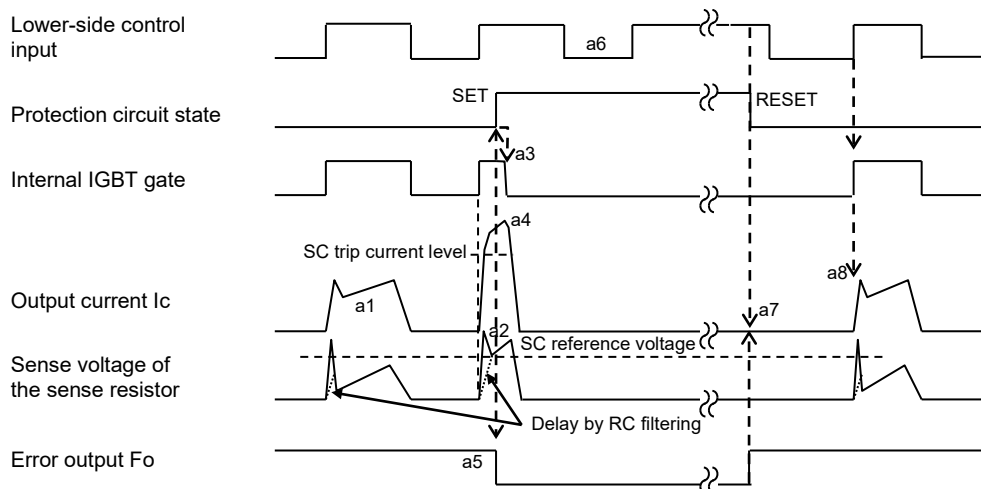 Lower-side control
input
a6
Protection circuit state
SET
RESET
a3
Internal IGBT gate
a4
SC trip current level
a8
Output current Ic
a1
a7
a2
SC reference voltage
Sense voltage of
the sense resistor
Delay by RC filtering
Error output Fo
a5